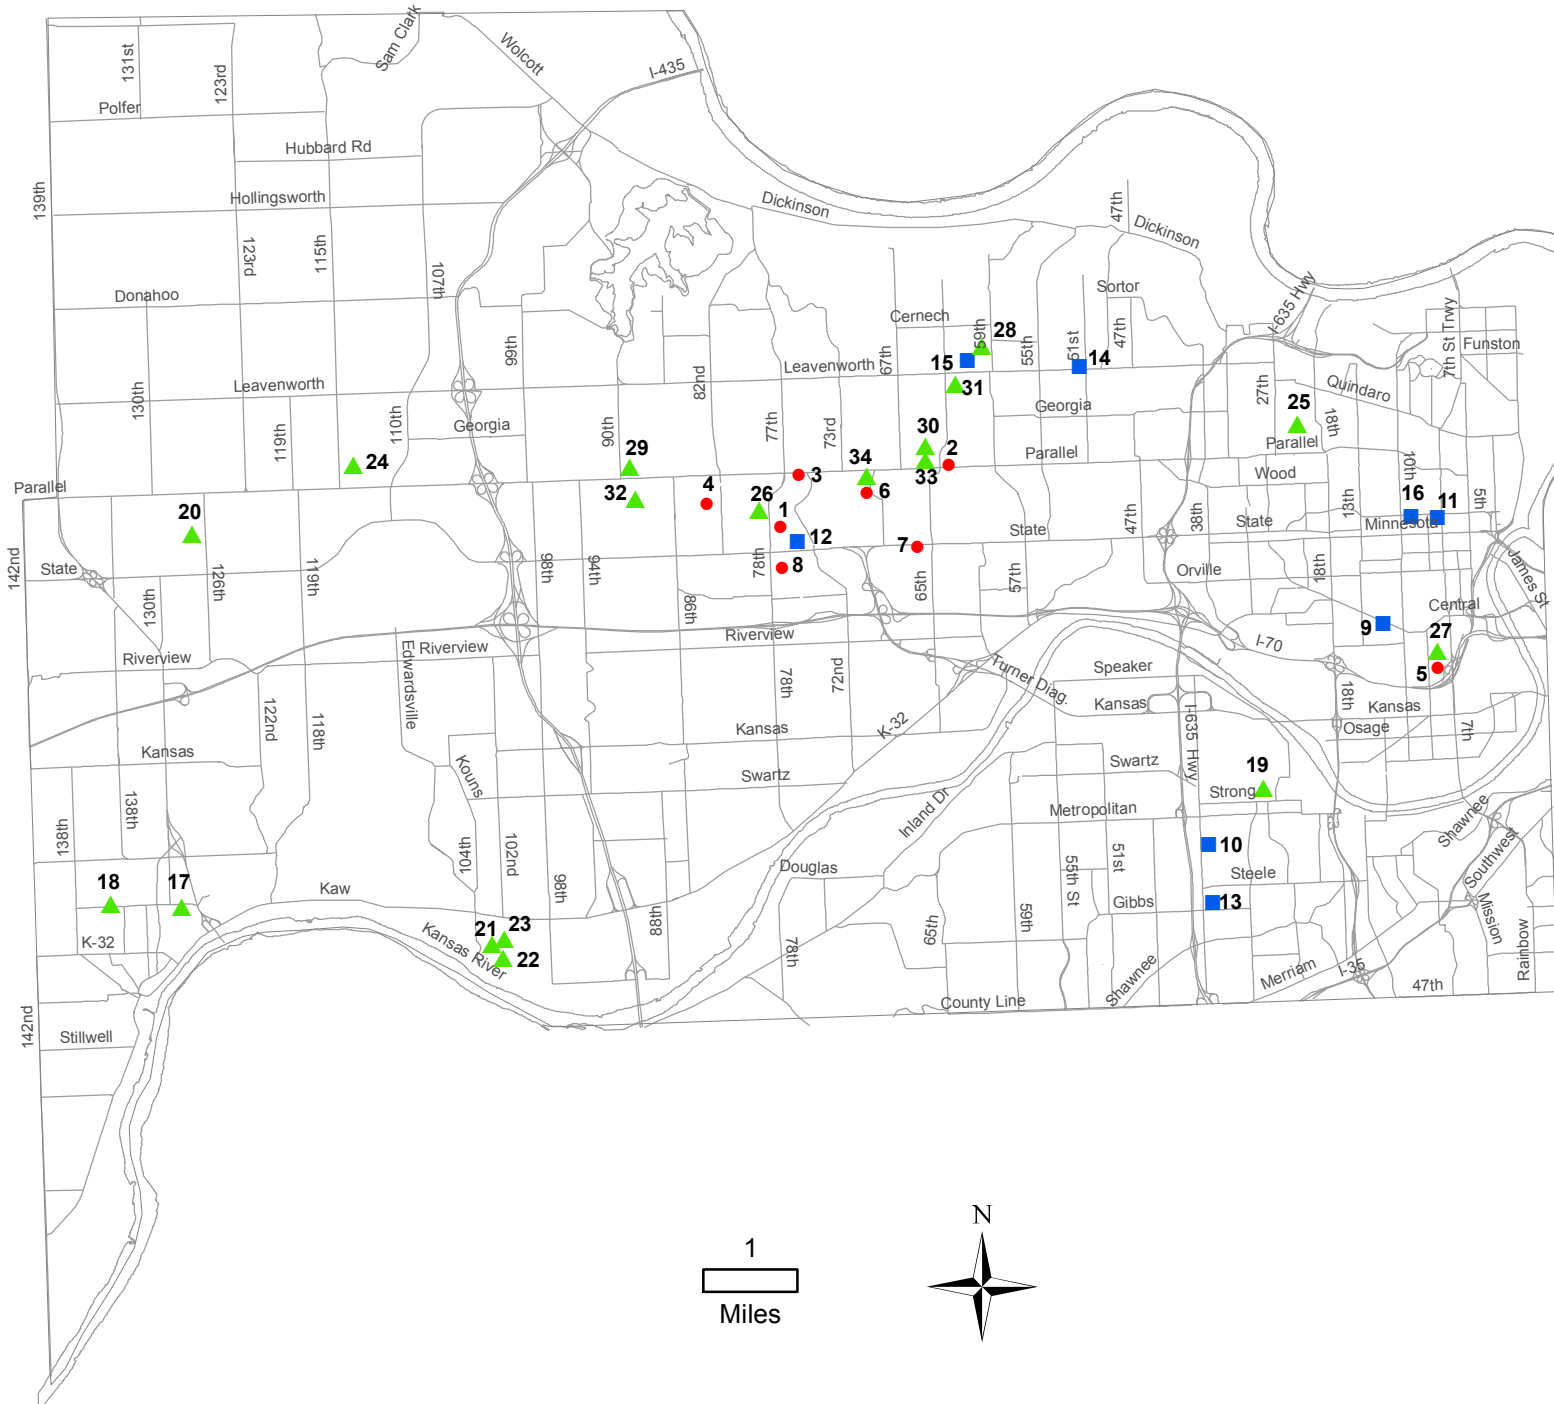 Sam Clark
Wolcott
131st
123rd
I-435
Polfer
Hubbard Rd
Hollingsworth
139th
Dickinson
47th
Dickinson
123rd
115th
107th
Donahoo
Sortor
I-635 Hwy
Cernech
59th
28
47th
7th St Trwy
Funston
99th
67th
15
55th
51st
14
Leavenworth
Leavenworth
82nd
27th
Quindaro
130th
31
Georgia
25
18th
119th
110th
Georgia
90th
77th
73rd
30
Parallel
24
29
2
Parallel
34
33
Wood
10th
Parallel
3
4
6
32
26
13th
5th
20
1
16
11
47th
38th
State
Minnesota
12
7
State
142nd
State
126th
119th
98th
94th
78th
8
65th
57th
Orville
18th
James St
130th
86th
Central
9
Riverview
Riverview
Riverview
I-70
27
Edwardsville
78th
72nd
Turner Diag.
Speaker
5
18th
122nd
118th
Kansas
I-635 Hwy
Kansas
Osage
7th
Kansas
Kansas
K-32
Kouns
Swartz
Swartz
19
Strong
138th
138th
Inland Dr
Metropolitan
Shawnee
104th
102nd
10
Southwest
Douglas
55th St
51st
Steele
18
17
Kaw
98th
88th
Gibbs
13
Mission
21
23
65th
59th
Rainbow
K-32
Kansas River
22
78th
Shawnee
Merriam
I-35
47th
County Line
142nd
Stillwell
N
1
Miles